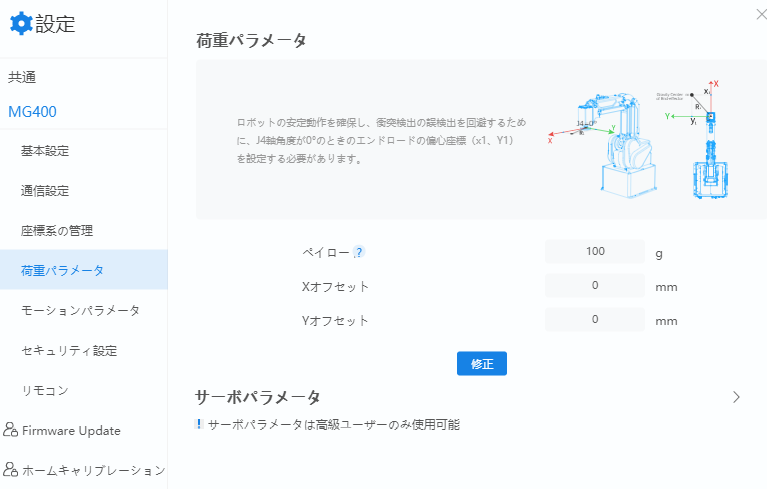 設定
共通
MG400
基本設定
通信設定
座標系の管理
荷重パラメータ
モーションパラメータ
セキュリティ設定
リモコン
Firmware Update
ホームキャリブレーション
荷重パラメータ
ロボットの安定動作を確保し、衝突検出の誤検出を回避するため
に、J4軸角度が0°のときのエンドロードの偏心座標（x1、Y1）
を設定する必要があります。
J4=0°
X
Y
R₁
Gravity Center
of End-effector
X
X₁
R₁
Y
y₁
ペイロー ?
100 g
Xオフセット 0 mm
Yオフセット 0 mm
修正
サーボパラメータ
! サーボパラメータは高級ユーザーのみ使用可能